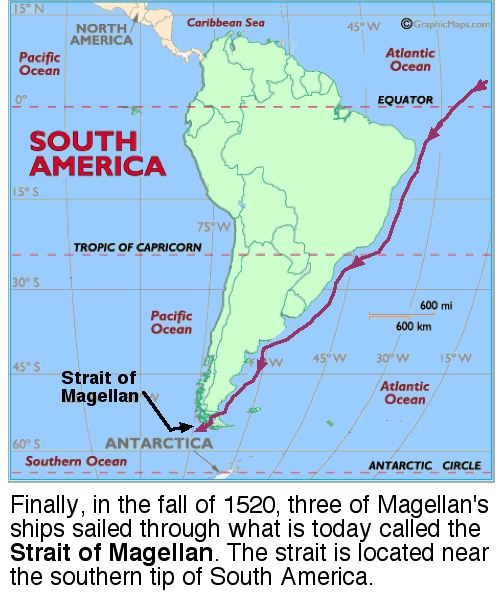 15° N
NORTH
AMERICA
Caribbean Sea
45° W
©GraphicMaps.com
Pacific
Ocean
Atlantic
Ocean
0°
EQUATOR
SOUTH
AMERICA
15° S
75° W
TROPIC OF CAPRICORN
30° S
600 mi
600 km
Pacific
Ocean
45° S
W
45° W
30° W
15° W
Strait of
Magellan
W
Atlantic
Ocean
ANTARCTICA
60° S
Southern Ocean
ANTARCTIC CIRCLE
Finally, in the fall of 1520, three of Magellan's
ships sailed through what is today called the
Strait of Magellan. The strait is located near
the southern tip of South America.